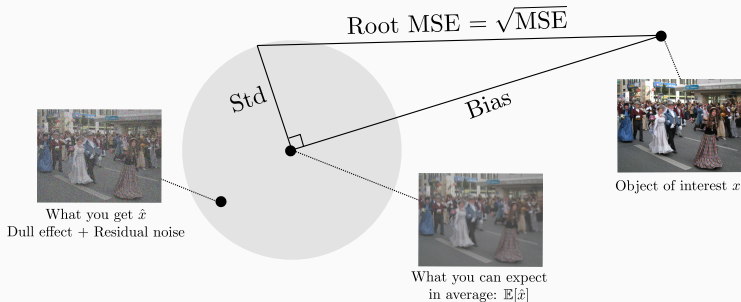 Root MSE = √MSE
Std
Bias
Object of interest x
What you get x̂
Dull effect + Residual noise
What you can expect
in average: 𝔼[x̂]